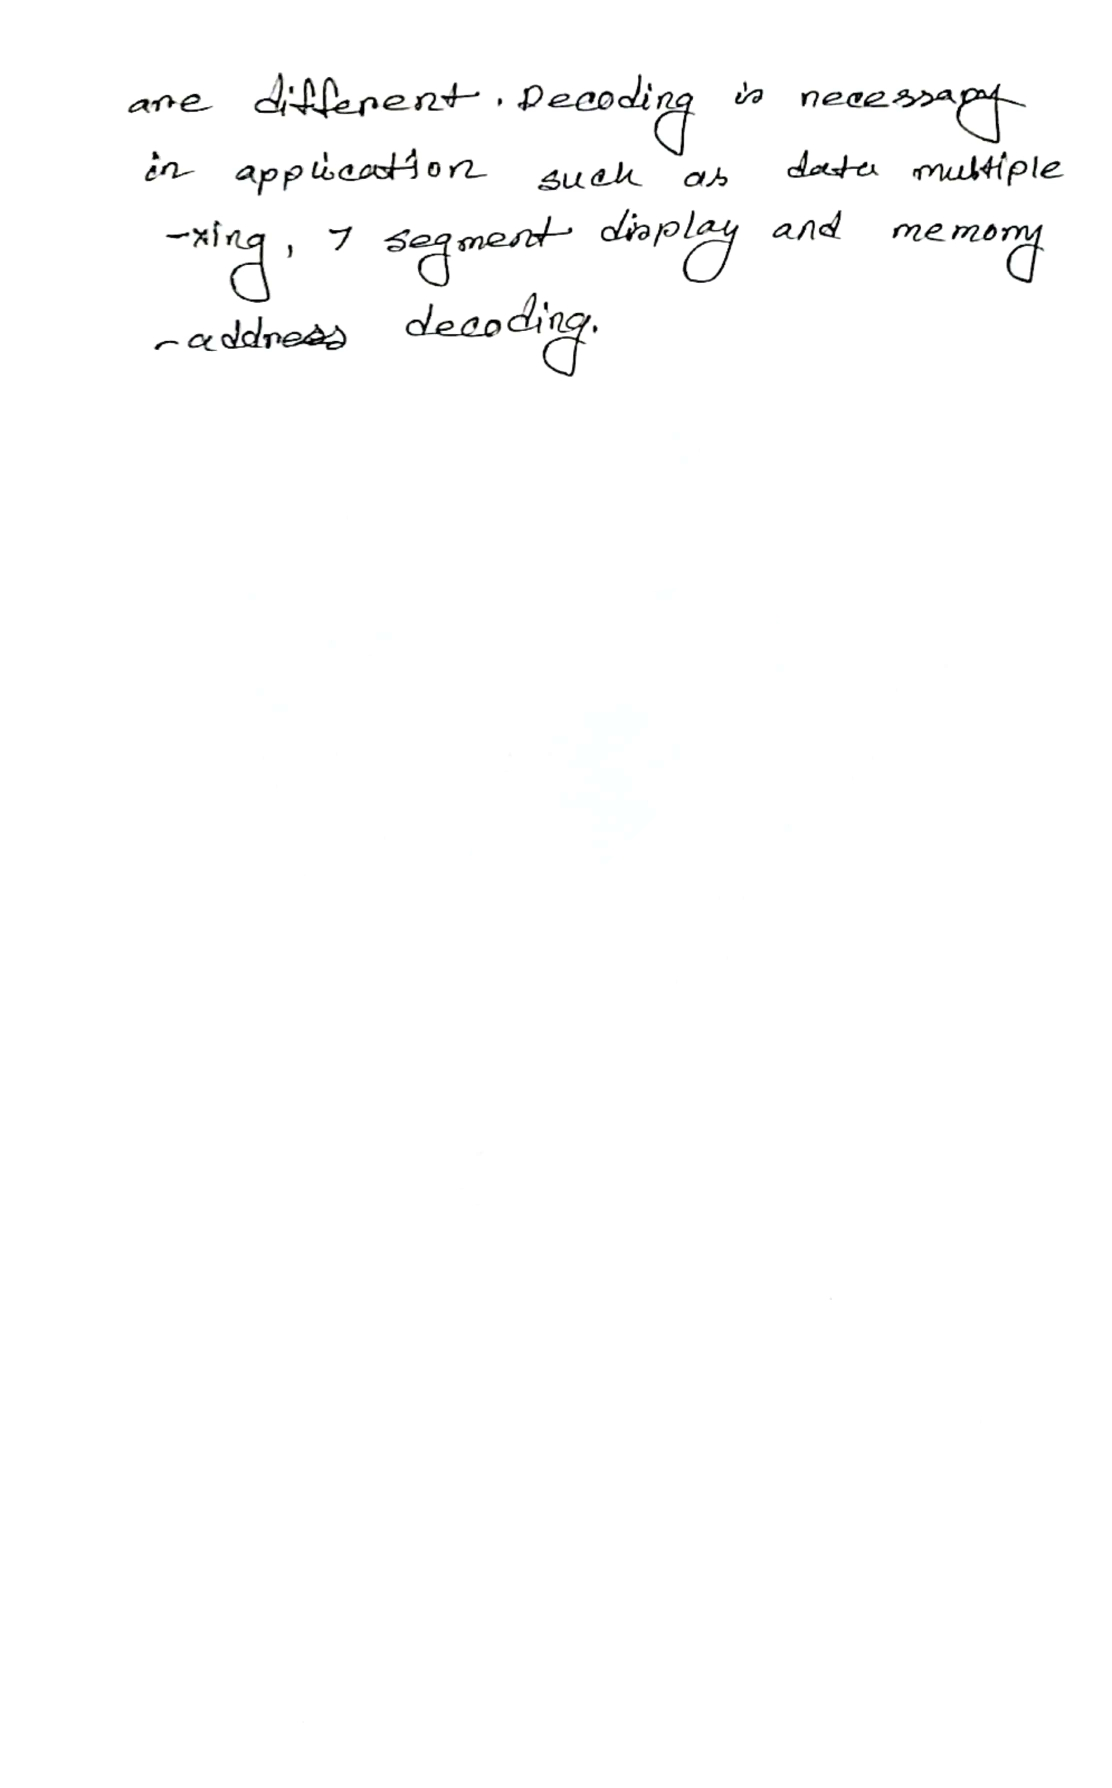 are different. Decoding is necessary
in application such as data multiple
-xing, 7 segment display and memory
-address decoding.